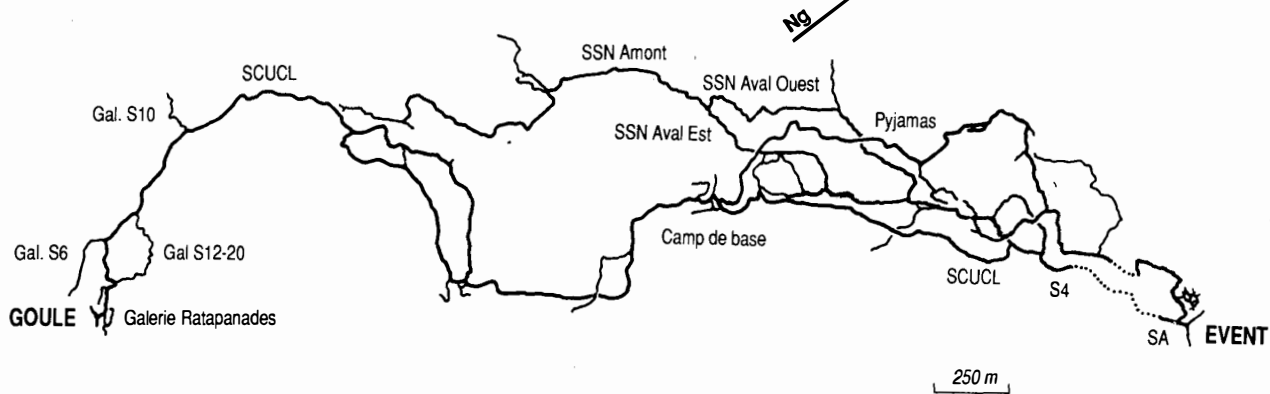 Ng
SSN Amont
SCUCL
SSN Aval Ouest
Gal. S10
Pyjamas
SSN Aval Est
Camp de base
Gal. S6
Gal S12-20
SCUCL
S4
GOULE
Galerie Ratapanades
SA
EVENT
250 m